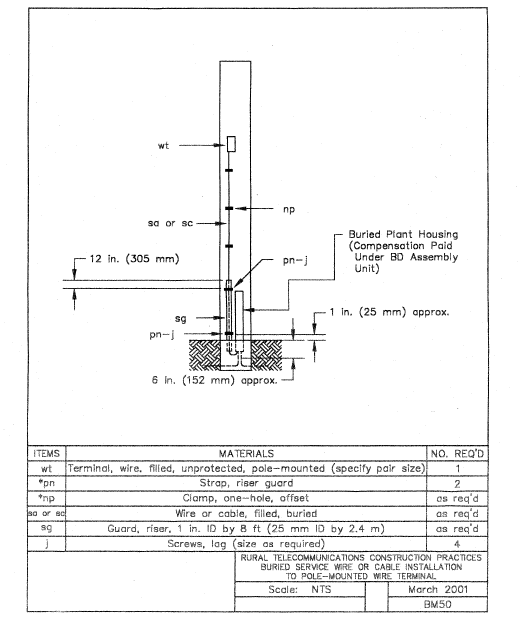 wt
np
sa or sc
Buried Plant Housing
(Compensation Paid
Under BD Assembly
Unit)
12 in. (305 mm)
pn-j
1 in. (25 mm) approx.
sg
pn-j
6 in. (152 mm) approx.
ITEMS MATERIALS NO. REQ'D
wt Terminal, wire, filled, unprotected, pole-mounted (specify pair size) 1
*pn Strap, riser guard 2
*np Clamp, one-hole, offset as req'd
sa or sc Wire or cable, filled, buried as req'd
sg Guard, riser, 1 in. ID by 8 ft (25 mm ID by 2.4 m) as req'd
j Screws, lag (size as required) 4
RURAL TELECOMMUNICATIONS CONSTRUCTION PRACTICES
BURIED SERVICE WIRE OR CABLE INSTALLATION
TO POLE-MOUNTED WIRE TERMINAL
Scale: NTS March 2001
BM50